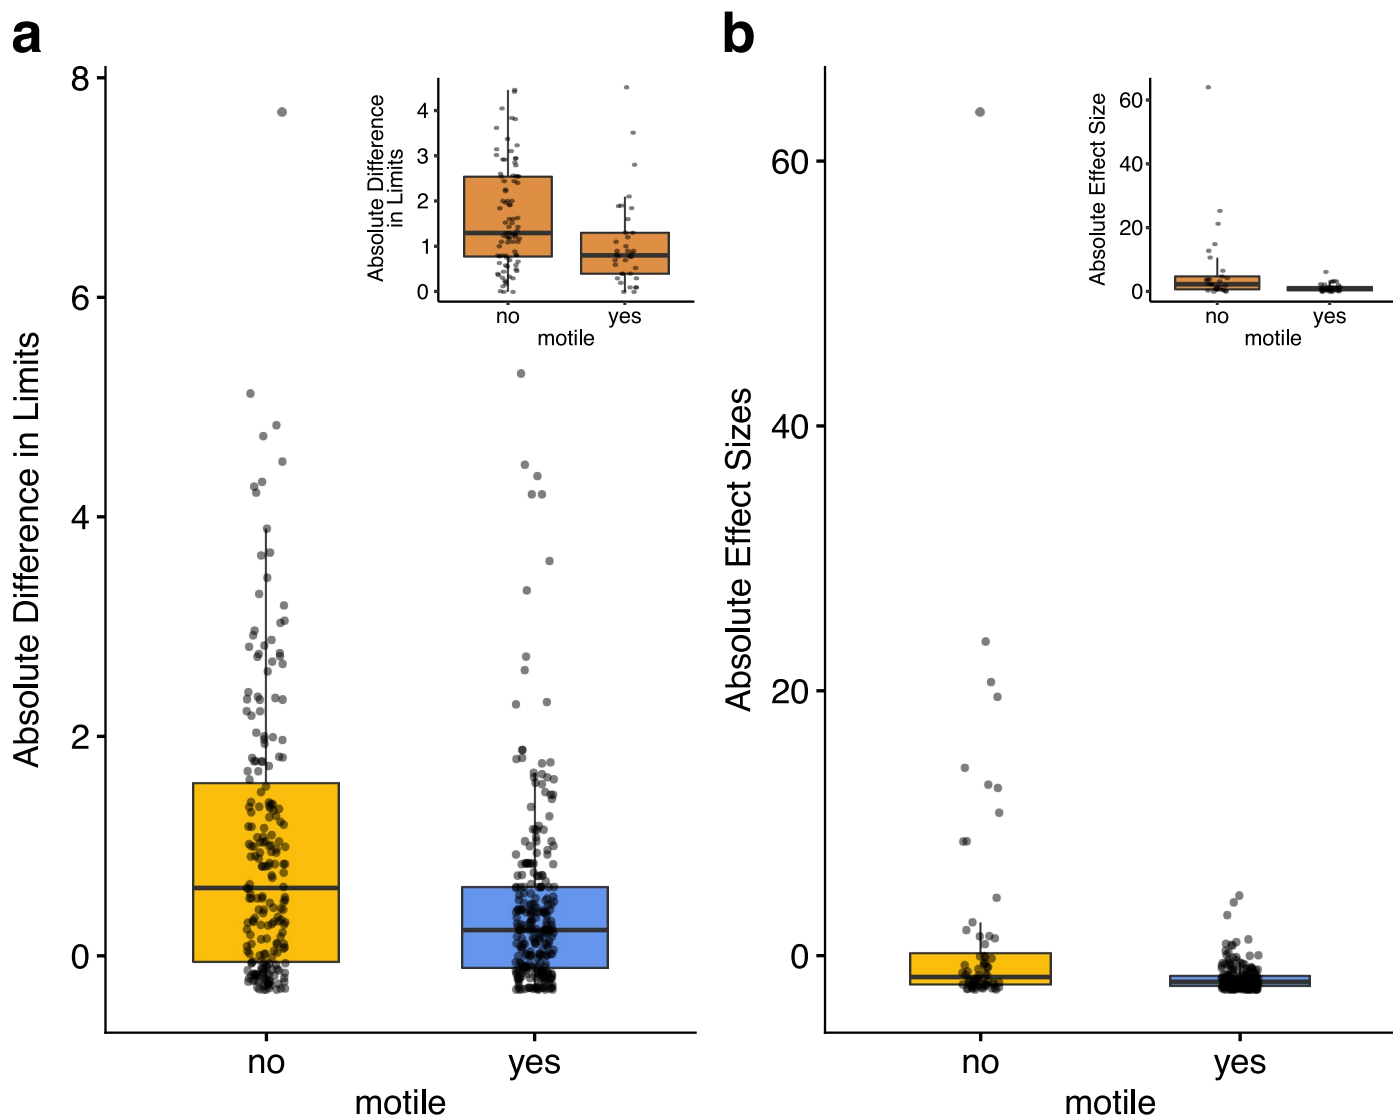 a
8
6
4
2
0
Absolute Difference in Limits
no
yes
motile
4
3
2
1
0
Absolute Difference
in Limits
no
yes
motile
b
60
40
20
0
Absolute Effect Sizes
no
yes
motile
60
40
20
0
Absolute Effect Size
no
yes
motile